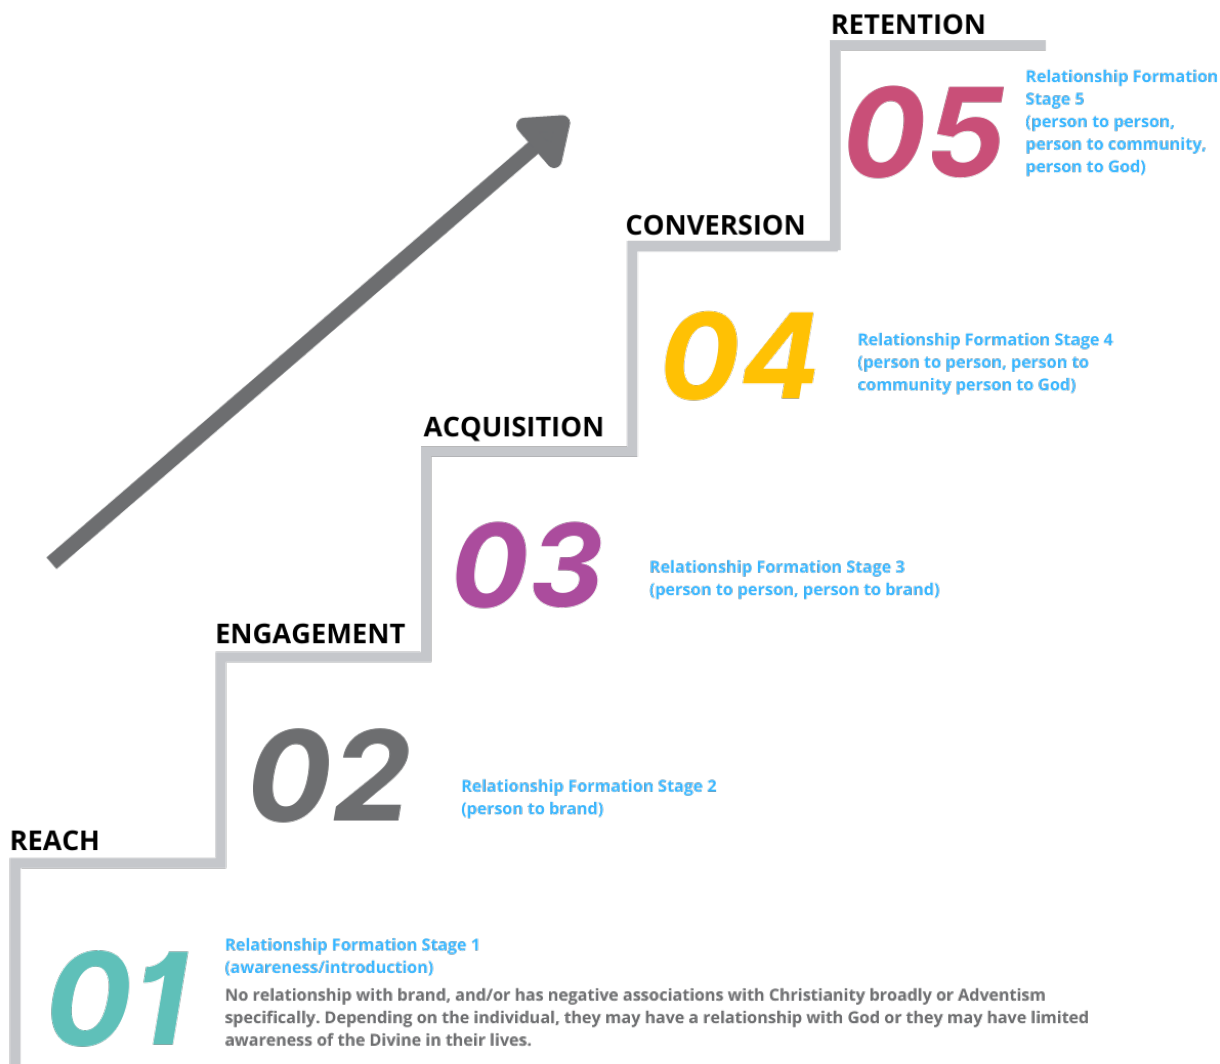 RETENTION
05
Relationship Formation
Stage 5
(person to person,
person to community,
person to God)
CONVERSION
04
Relationship Formation Stage 4
(person to person, person to
community person to God)
ACQUISITION
03
Relationship Formation Stage 3
(person to person, person to brand)
ENGAGEMENT
02
Relationship Formation Stage 2
(person to brand)
REACH
01
Relationship Formation Stage 1
(awareness/introduction)
No relationship with brand, and/or has negative associations with Christianity broadly or Adventism
specifically. Depending on the individual, they may have a relationship with God or they may have limited
awareness of the Divine in their lives.